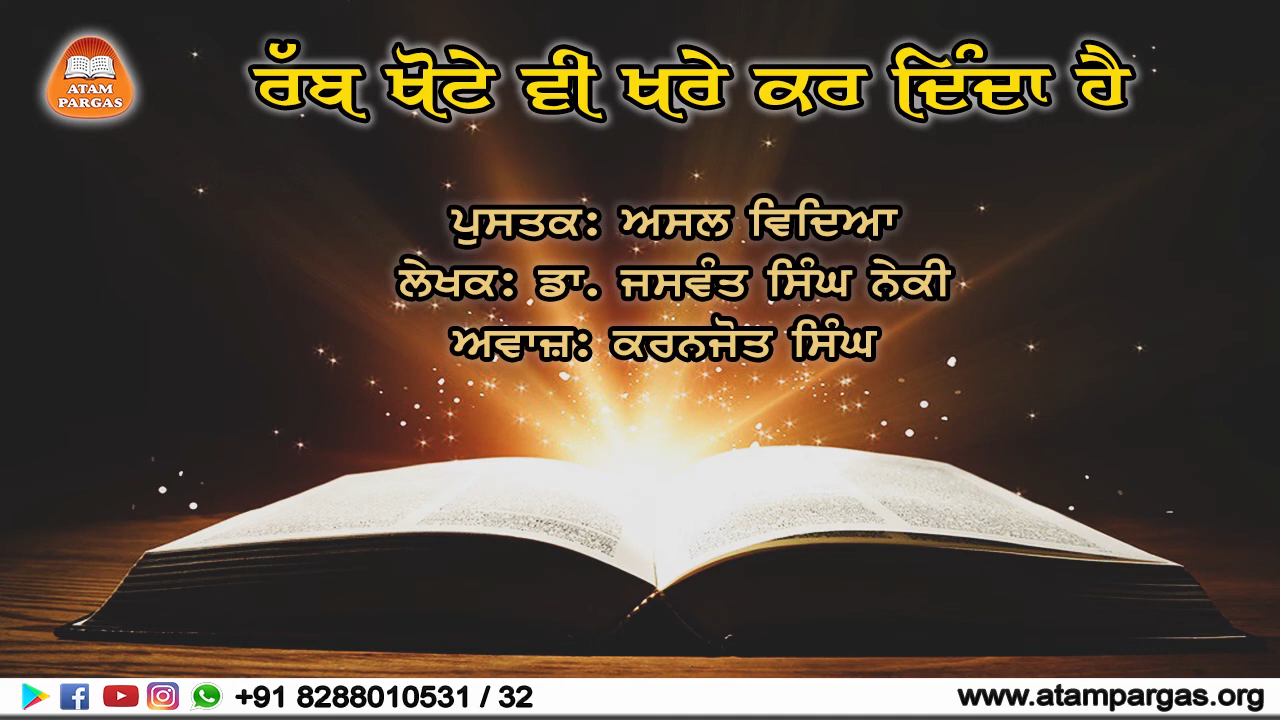 ATAM
PARGAS
ਰੱਬ ਖੋਟੇ ਵੀ ਖਰੇ ਕਰ ਦਿੰਦਾ ਹੈ
ਪੁਸਤਕ: ਅਸਲ ਵਿਦਿਆ
ਲੇਖਕ: ਡਾ. ਜਸਵੰਤ ਸਿੰਘ ਨੇਕੀ
ਅਵਾਜ਼: ਕਰਨਜੋਤ ਸਿੰਘ
+91 8288010531 / 32
www.atampargas.org